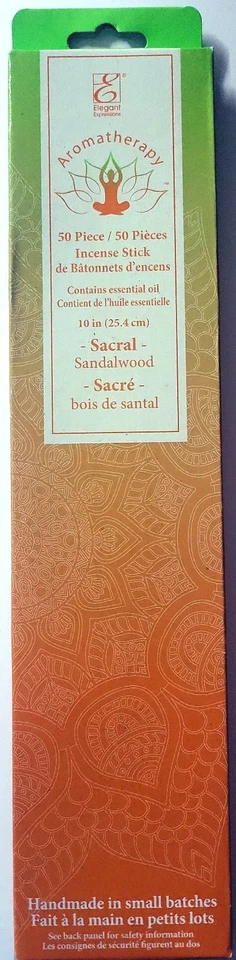 E®
Elegant
Expressions
Aromatherapy™
50 Piece / 50 Pièces
Incense Stick
de Bâtonnets d'encens
Contains essential oil
Contient de l'huile essentielle
10 in (25.4 cm)
- Sacral -
Sandalwood
- Sacré -
bois de santal
Handmade in small batches
Fait à la main en petits lots
See back panel for safety information
Les consignes de sécurité figurent au dos